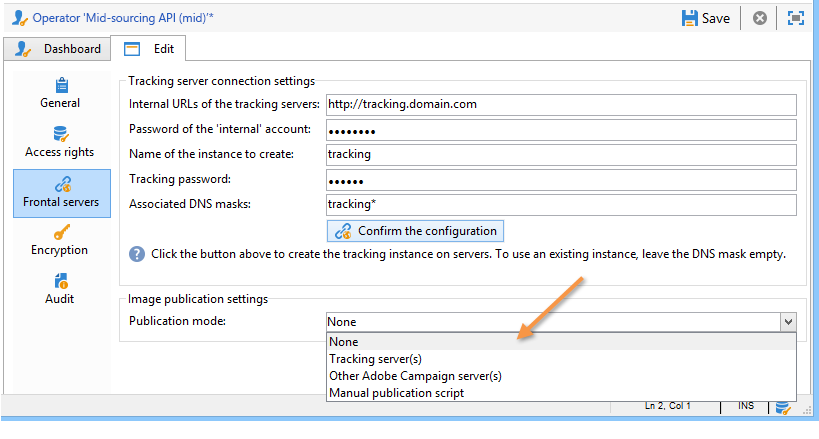 Operator 'Mid-sourcing API (mid)'*
Save
Dashboard
Edit
General
Access rights
Frontal servers
Encryption
Audit
Tracking server connection settings
Internal URLs of the tracking servers: http://tracking.domain.com
Password of the 'internal' account: ••••••••
Name of the instance to create: tracking
Tracking password: ••••••
Associated DNS masks: tracking*
Confirm the configuration
? Click the button above to create the tracking instance on servers. To use an existing instance, leave the DNS mask empty.
Image publication settings
Publication mode: None
None
Tracking server(s)
Other Adobe Campaign server(s)
Manual publication script
Ln 2, Col 1 INS